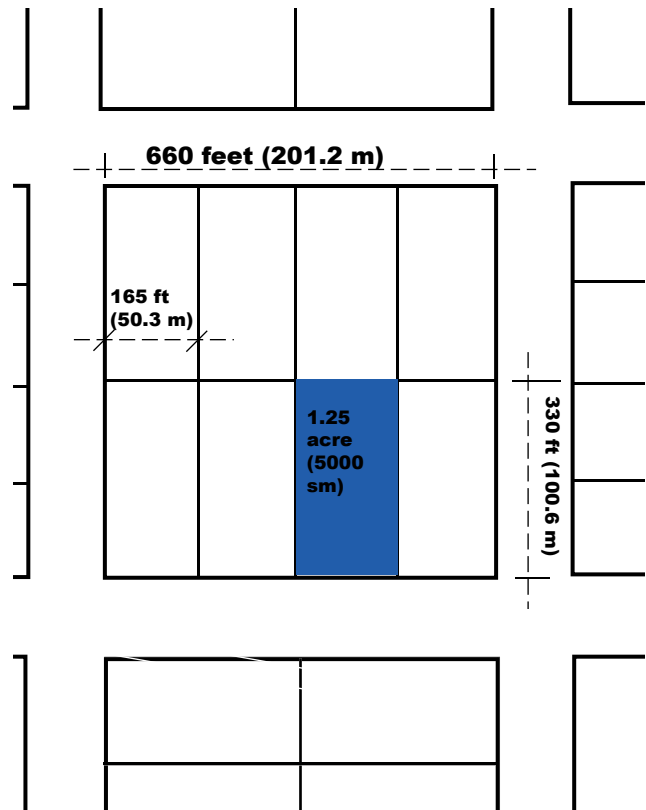 660 feet (201.2 m)
165 ft
(50.3 m)
1.25
acre
(5000
sm)
330 ft (100.6 m)